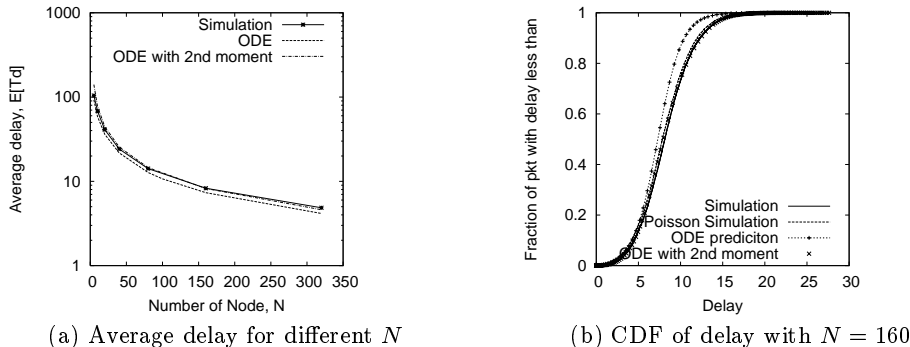 1000
100
10
1
Average delay, E[Td]
0 50 100 150 200 250 300 350
Number of Node, N
Simulation
ODE
ODE with 2nd moment
(a) Average delay for different N
1
0.8
0.6
0.4
0.2
0
Fraction of pkt with delay less than
0 5 10 15 20 25 30
Delay
Simulation
Poisson Simulation
ODE prediciton
ODE with 2nd moment
(b) CDF of delay with N = 160